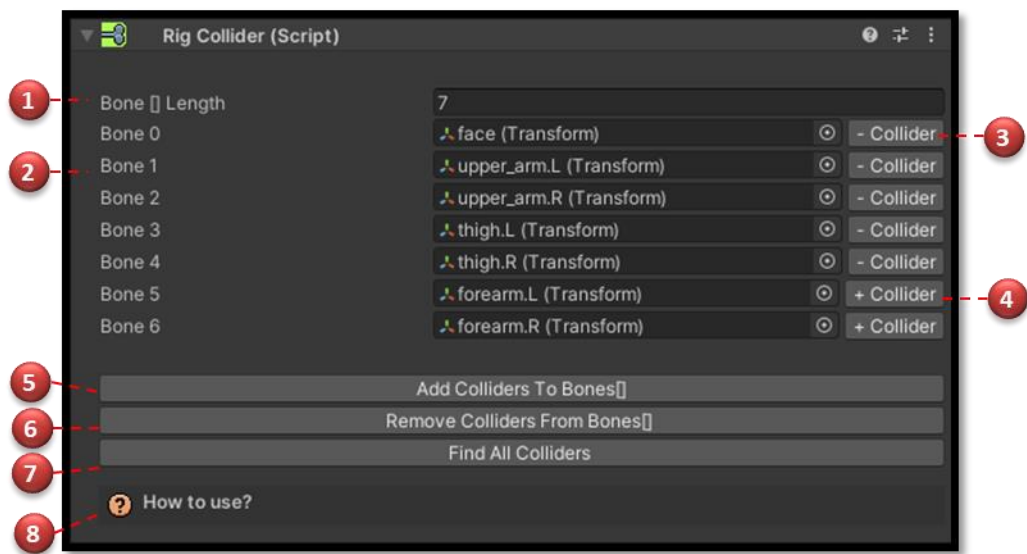 Rig Collider (Script)
1 Bone [] Length 7
Bone 0 face (Transform) - Collider 3
2 Bone 1 upper_arm.L (Transform) - Collider
Bone 2 upper_arm.R (Transform) - Collider
Bone 3 thigh.L (Transform) - Collider
Bone 4 thigh.R (Transform) - Collider
Bone 5 forearm.L (Transform) + Collider 4
Bone 6 forearm.R (Transform) + Collider
5 Add Colliders To Bones[]
6 Remove Colliders From Bones[]
7 Find All Colliders
8 ? How to use?